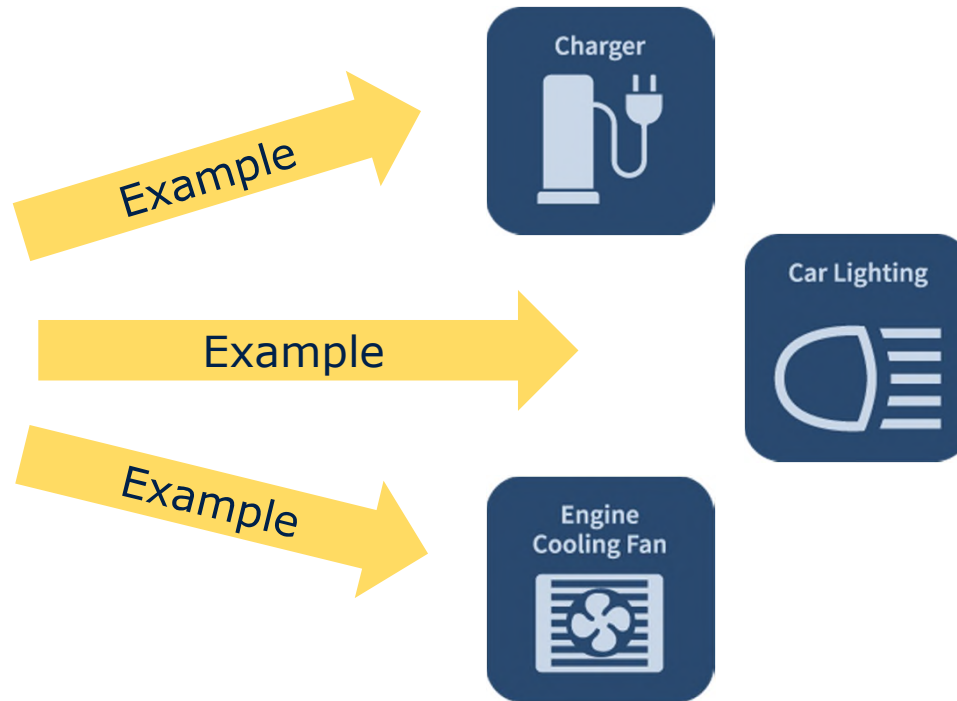 Charger
Example
Car Lighting
Example
Example
Engine
Cooling Fan